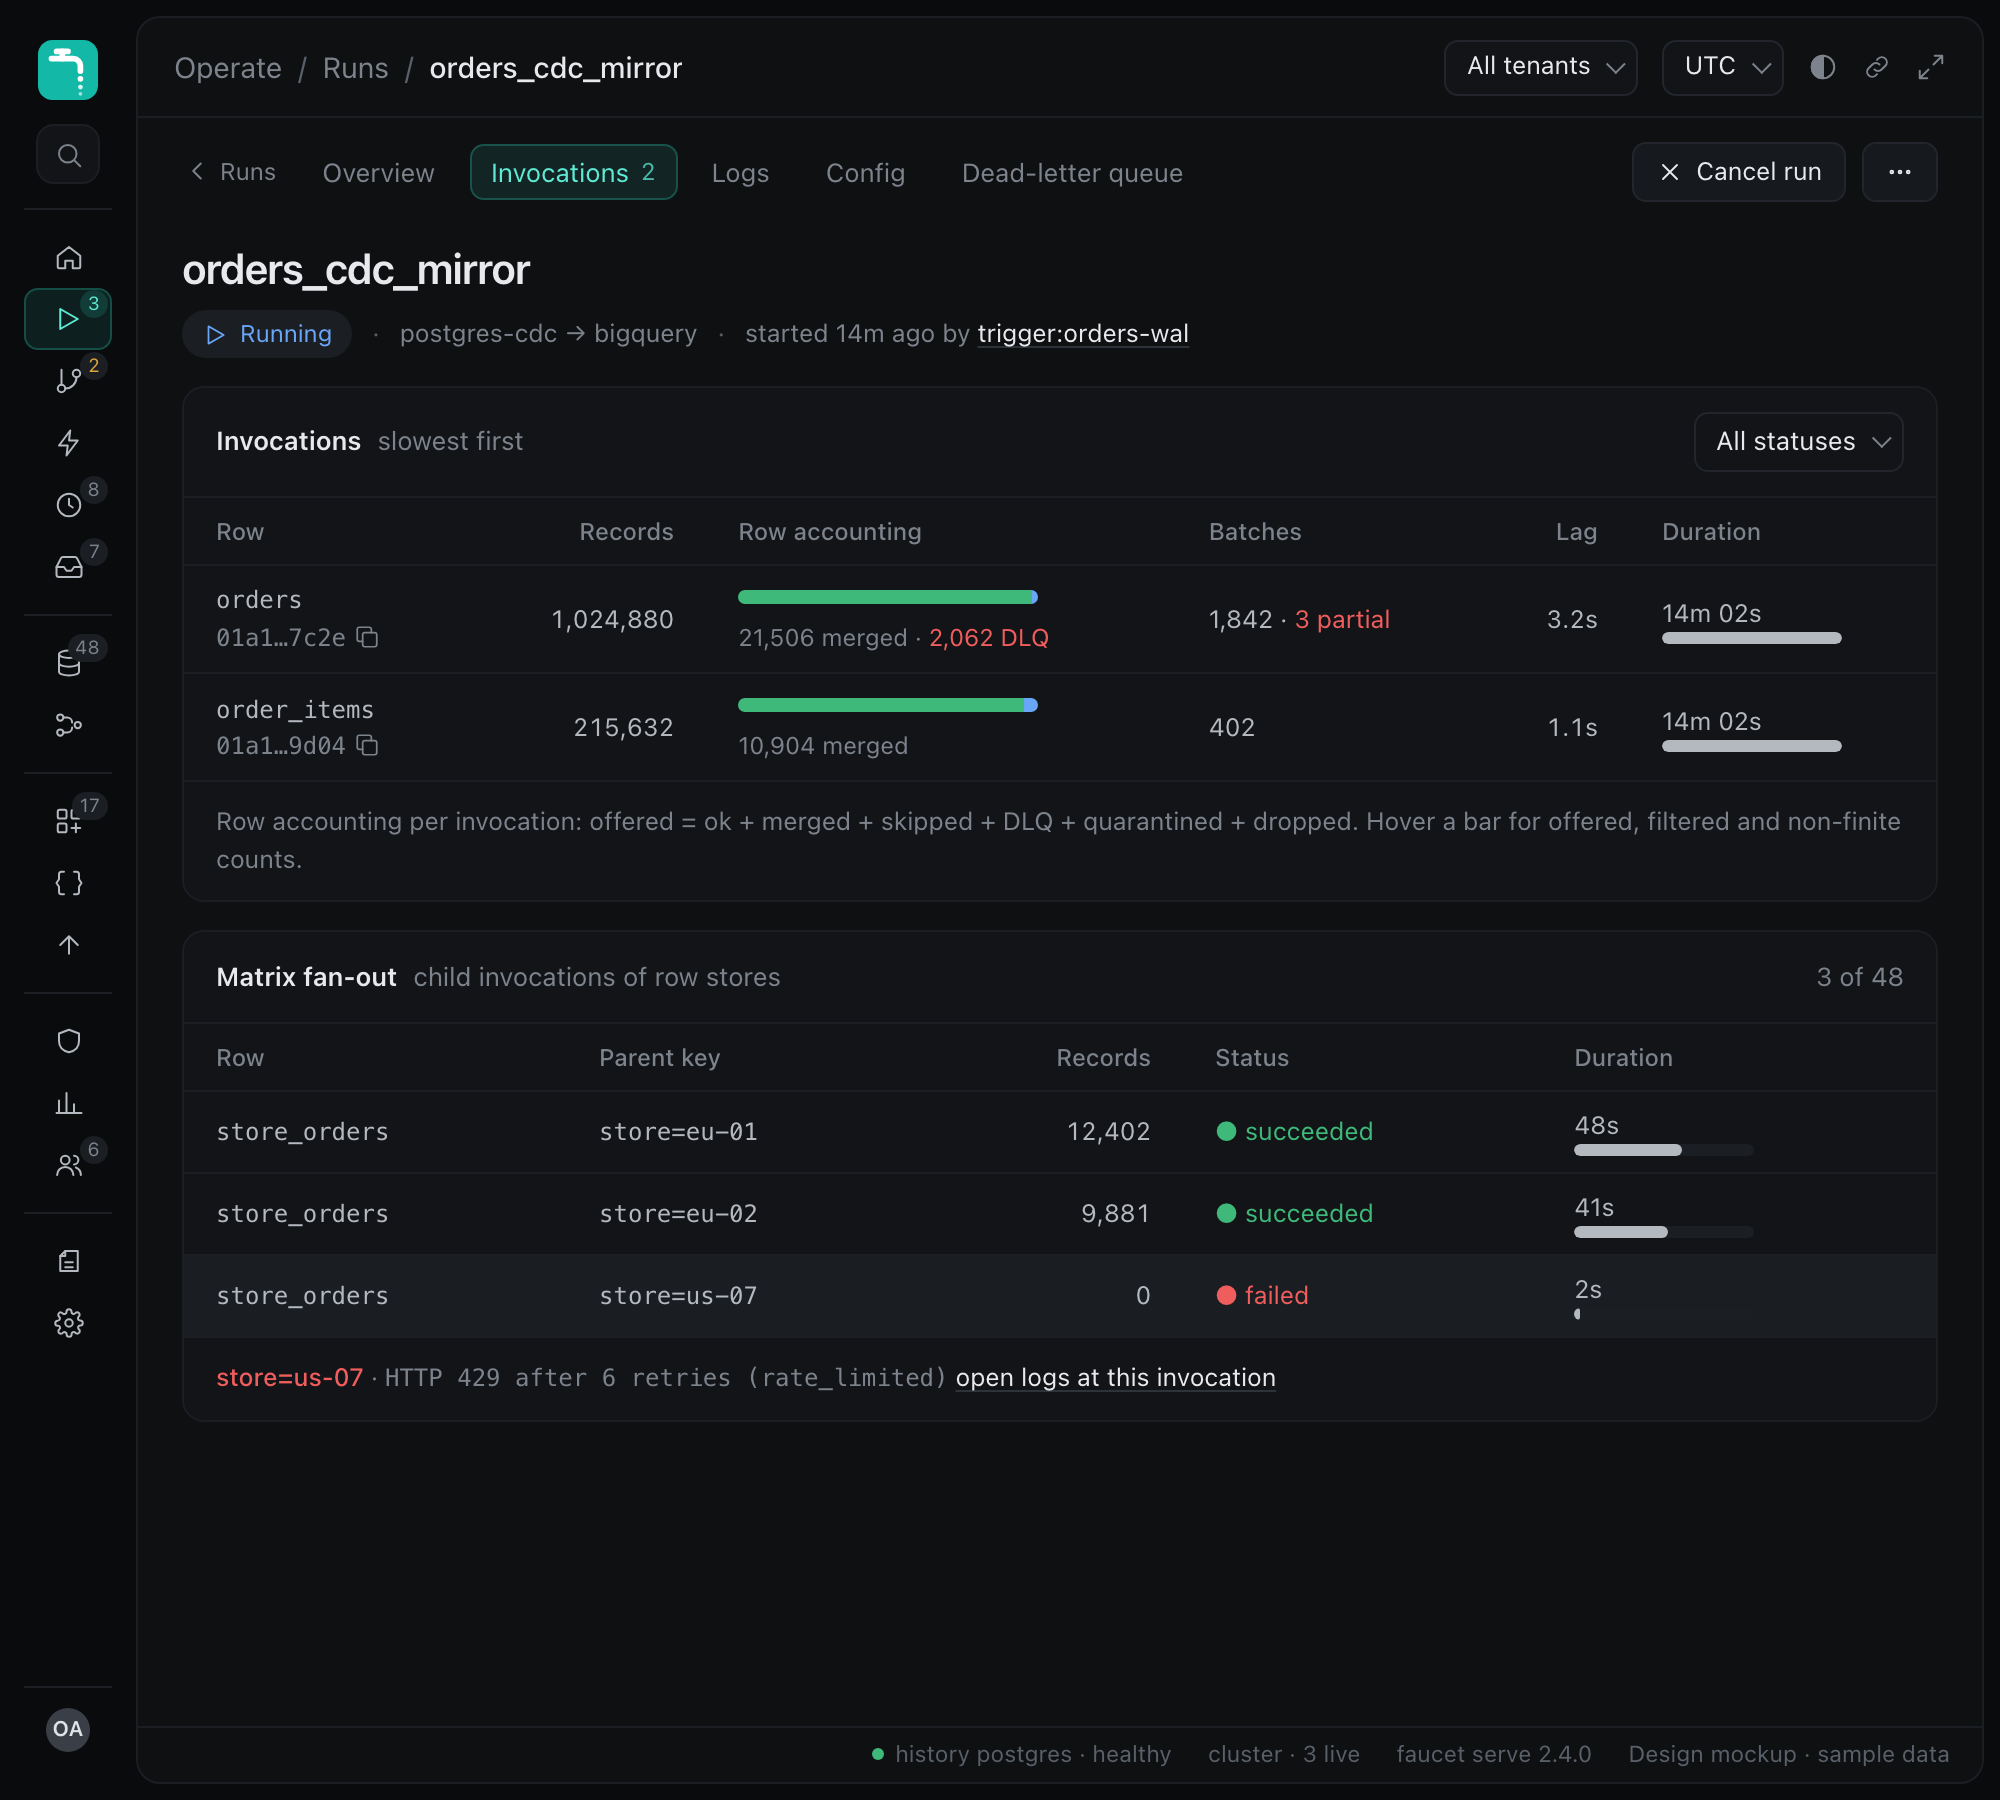 Operate / Runs / orders_cdc_mirror
All tenants
UTC
Runs
Overview
Invocations 2
Logs
Config
Dead-letter queue
Cancel run
orders_cdc_mirror
Running · postgres-cdc → bigquery · started 14m ago by trigger:orders-wal
Invocations slowest first
All statuses
Row Records Row accounting Batches Lag Duration
orders
01a1…7c2e
1,024,880
21,506 merged · 2,062 DLQ
1,842 · 3 partial
3.2s
14m 02s
order_items
01a1…9d04
215,632
10,904 merged
402
1.1s
14m 02s
Row accounting per invocation: offered = ok + merged + skipped + DLQ + quarantined + dropped. Hover a bar for offered, filtered and non-finite
counts.
Matrix fan-out child invocations of row stores
3 of 48
Row Parent key Records Status Duration
store_orders store=eu-01 12,402 succeeded 48s
store_orders store=eu-02 9,881 succeeded 41s
store_orders store=us-07 0 failed 2s
store=us-07 · HTTP 429 after 6 retries (rate_limited) open logs at this invocation
3
2
8
7
48
17
6
OA
history postgres · healthy
cluster · 3 live
faucet serve 2.4.0
Design mockup · sample data